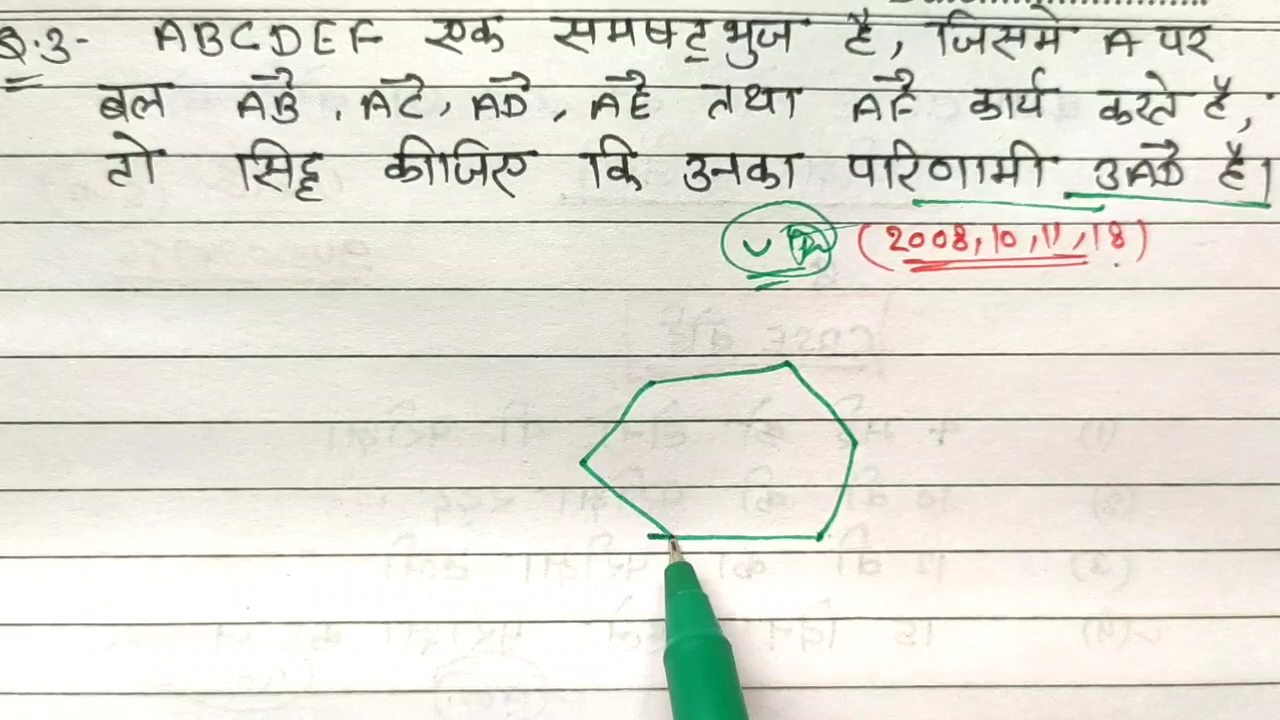 Q.3- ABCDEF एक समषट्भुज है, जिसमे A पर
बल AB⃗, AC⃗, AD⃗, AE⃗ तथा AF⃗ कार्य करते है,
तो सिद्ध कीजिए कि उनका परिणामी 3AD⃗ है।
(2008,10,11,18)